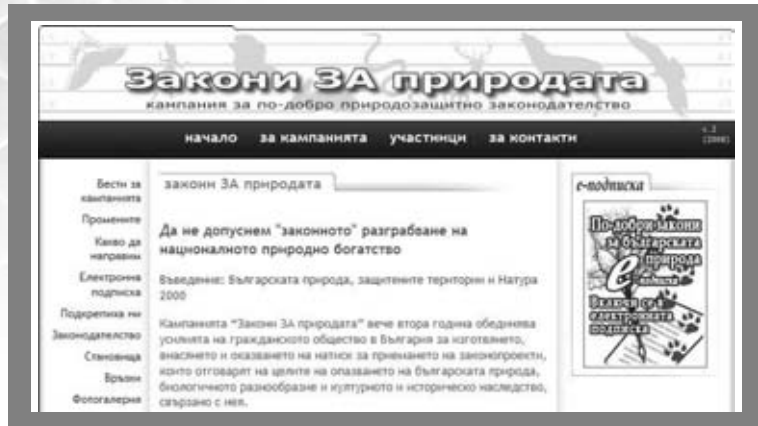 Закони ЗА природата
кампания за по-добро природозащитно законодателство
начало за кампанията участници за контакти
Вести за
кампанията
Промените
Какво да
направим
Електронна
подписка
Подкрепиха ни
Законодателство
Становища
Връзки
Фотогалерия
закони ЗА природата
Да не допуснем "законното" разграбване на
националното природно богатство
Въведение: Българската природа, защитените територии и Натура
2000
Кампанията “Закони ЗА природата” вече втора година обединява
усилията на гражданското общество в България за изготвянето,
внасянето и оказването на натиск за приемането на законопроекти,
които отговарят на целите на опазването на българската природа,
биологичното разнообразие и културното и историческо наследство,
свързано с нея.
е-подписка
По-добри закони
за българската
природа
е
подписка
Включи се в
електронната
подписка